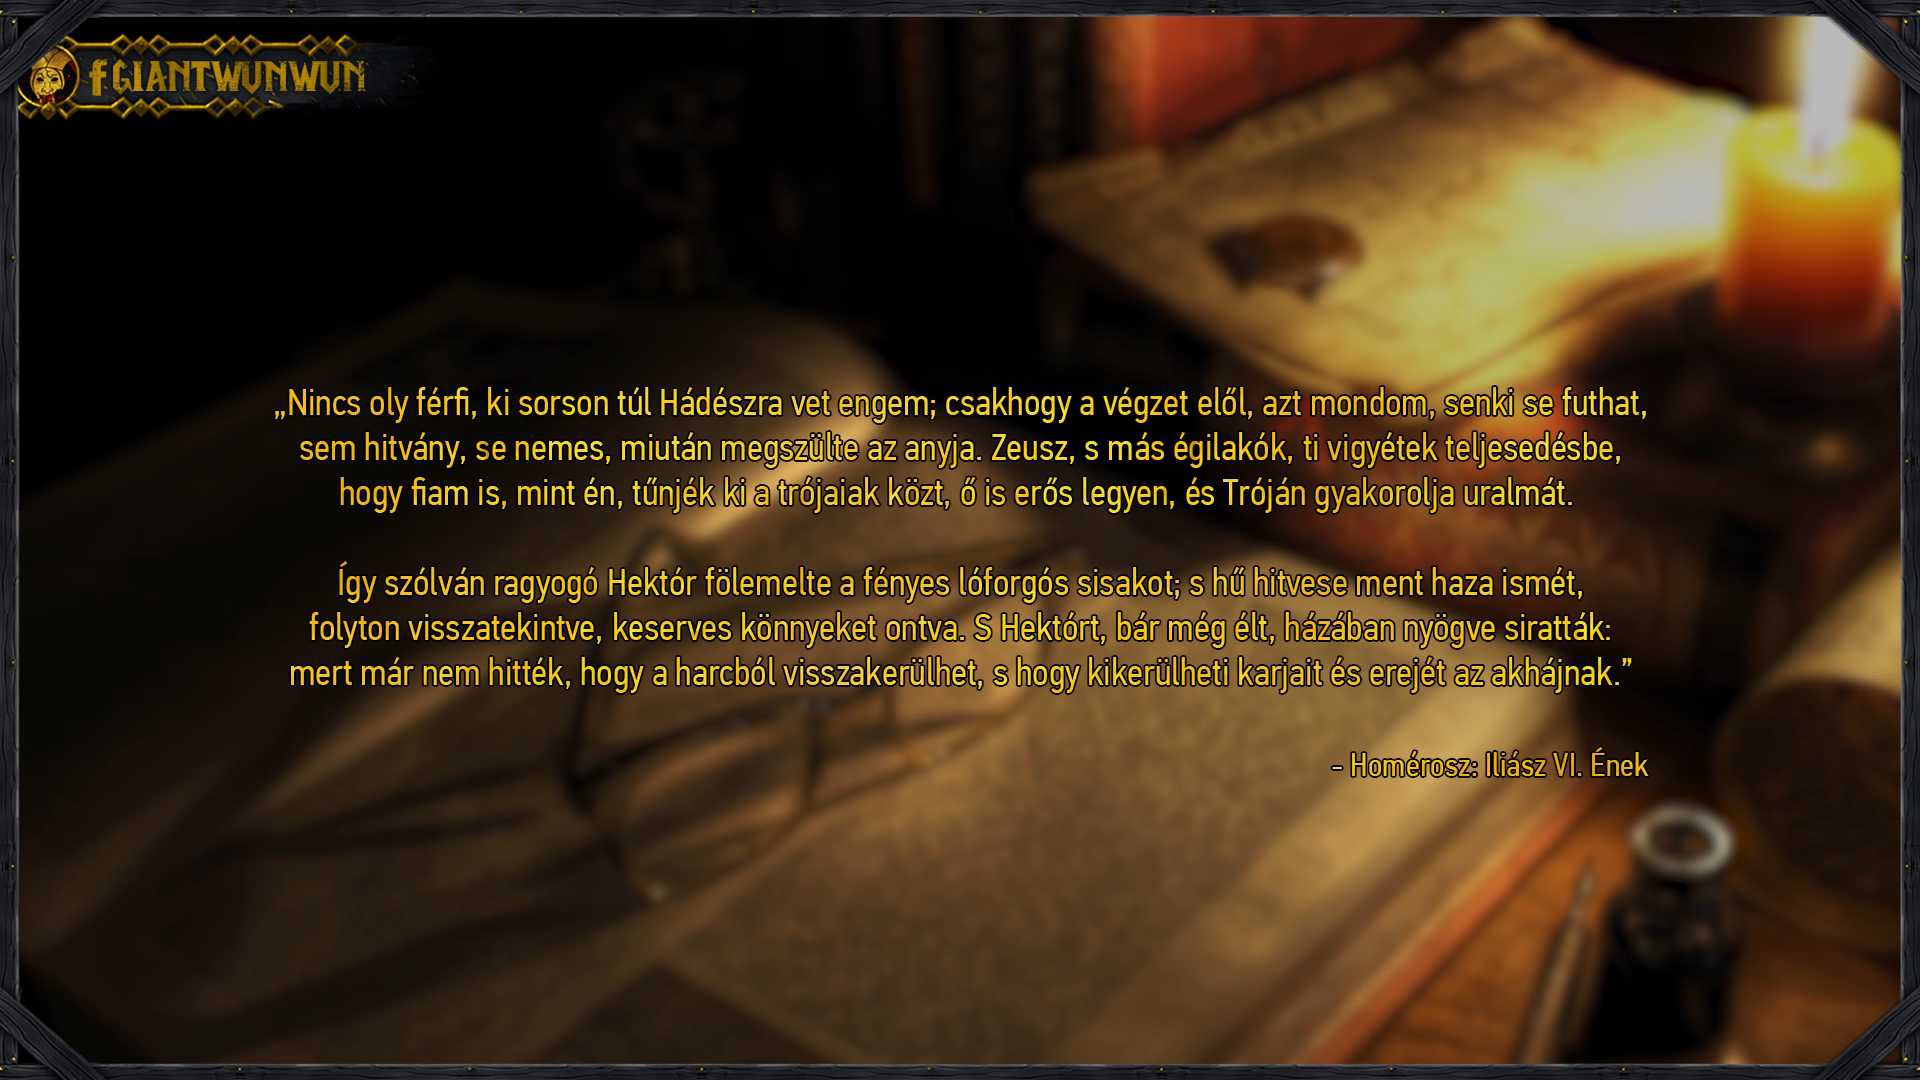 fGIANTWUNWUN
„Nincs oly férfi, ki sorson túl Hádészra vet engem; csakhogy a végzet elől, azt mondom, senki se futhat,
sem hitvány, se nemes, miután megszülte az anyja. Zeusz, s más égilakók, ti vigyétek teljesedésbe,
hogy fiam is, mint én, tűnjék ki a trójaiak közt, ő is erős legyen, és Tróján gyakorolja uralmát.
Így szólván ragyogó Hektór fölemelte a fényes lóforgós sisakot; s hű hitvese ment haza ismét,
folyton visszatekintve, keserves könnyeket ontva. S Hektórt, bár még élt, házában nyögve siratták:
mert már nem hitték, hogy a harcból visszakerülhet, s hogy kikerülheti karjait és erejét az akhájnak.”
- Homérosz: Iliász VI. Ének